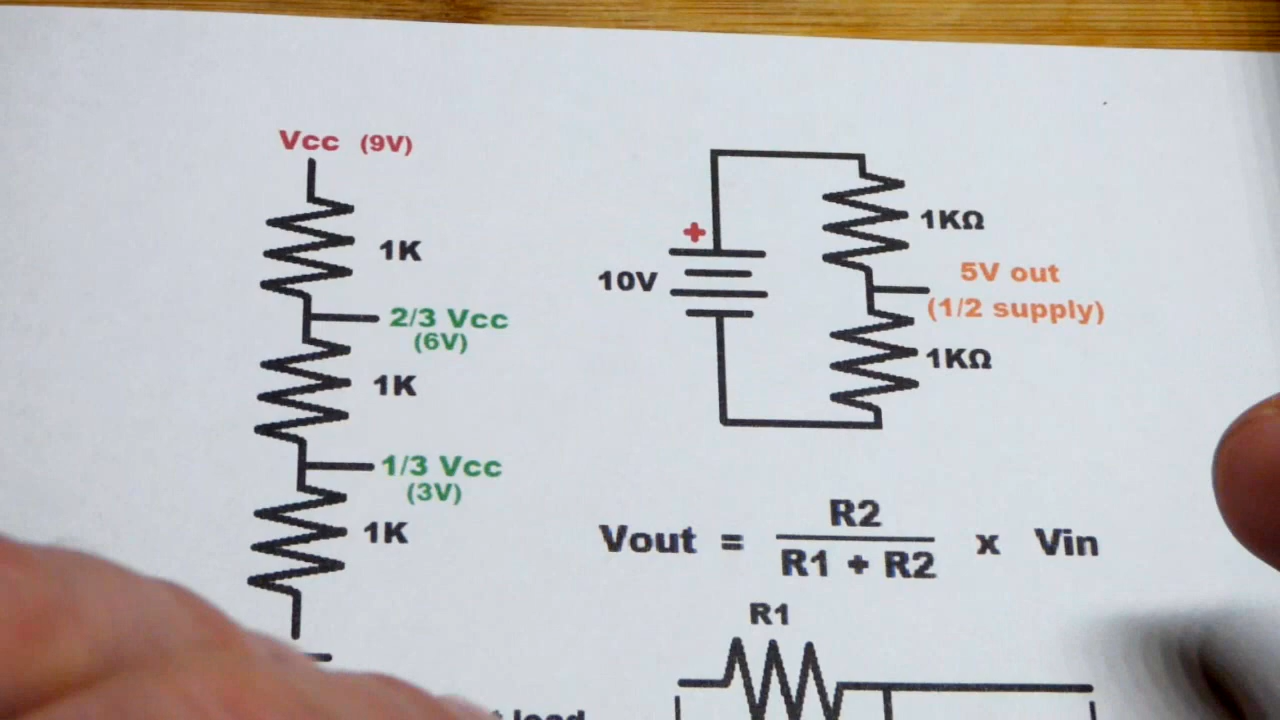 Vcc (9V)
1K
2/3 Vcc
(6V)
1K
1/3 Vcc
(3V)
1K
+
10V
1KΩ
5V out
(1/2 supply)
1KΩ
Vout = R2
R1 + R2 x Vin
R1
load